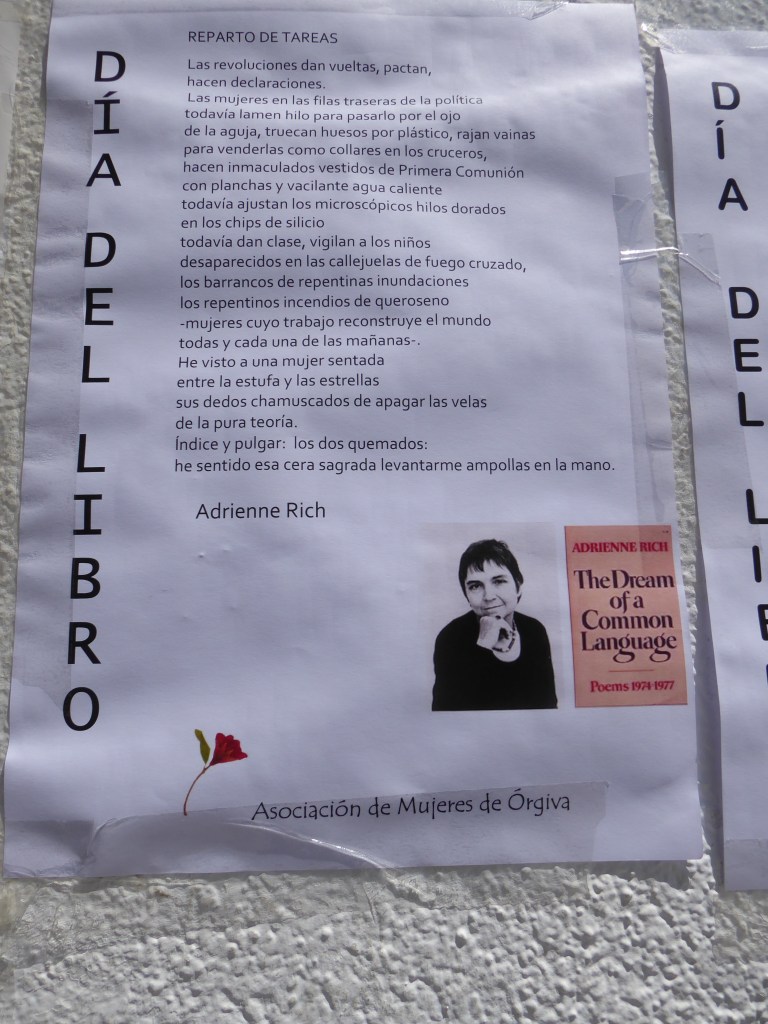 DÍA DEL LIBRO
REPARTO DE TAREAS
Las revoluciones dan vueltas, pactan,
hacen declaraciones.
Las mujeres en las filas traseras de la política
todavía lamen hilo para pasarlo por el ojo
de la aguja, truecan huesos por plástico, rajan vainas
para venderlas como collares en los cruceros,
hacen inmaculados vestidos de Primera Comunión
con planchas y vacilante agua caliente
todavía ajustan los microscópicos hilos dorados
en los chips de silicio
todavía dan clase, vigilan a los niños
desaparecidos en las callejuelas de fuego cruzado,
los barrancos de repentinas inundaciones
los repentinos incendios de queroseno
-mujeres cuyo trabajo reconstruye el mundo
todas y cada una de las mañanas-.
He visto a una mujer sentada
entre la estufa y las estrellas
sus dedos chamuscados de apagar las velas
de la pura teoría.
Índice y pulgar: los dos quemados:
he sentido esa cera sagrada levantarme ampollas en la mano.
Adrienne Rich
ADRIENNE RICH
The Dream
of a
Common
Language
Poems 1974-1977
Asociación de Mujeres de Órgiva
DÍA DEL LI